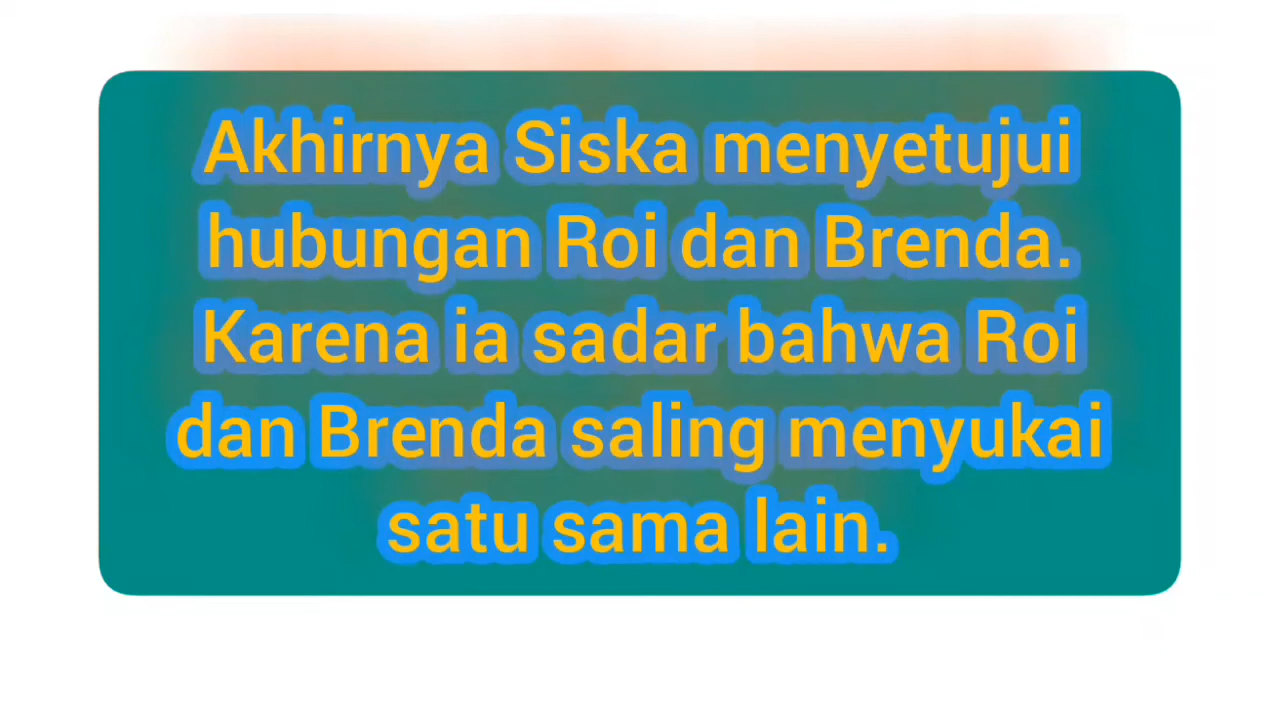 Akhirnya Siska menyetujui
hubungan Roi dan Brenda.
Karena ia sadar bahwa Roi
dan Brenda saling menyukai
satu sama lain.